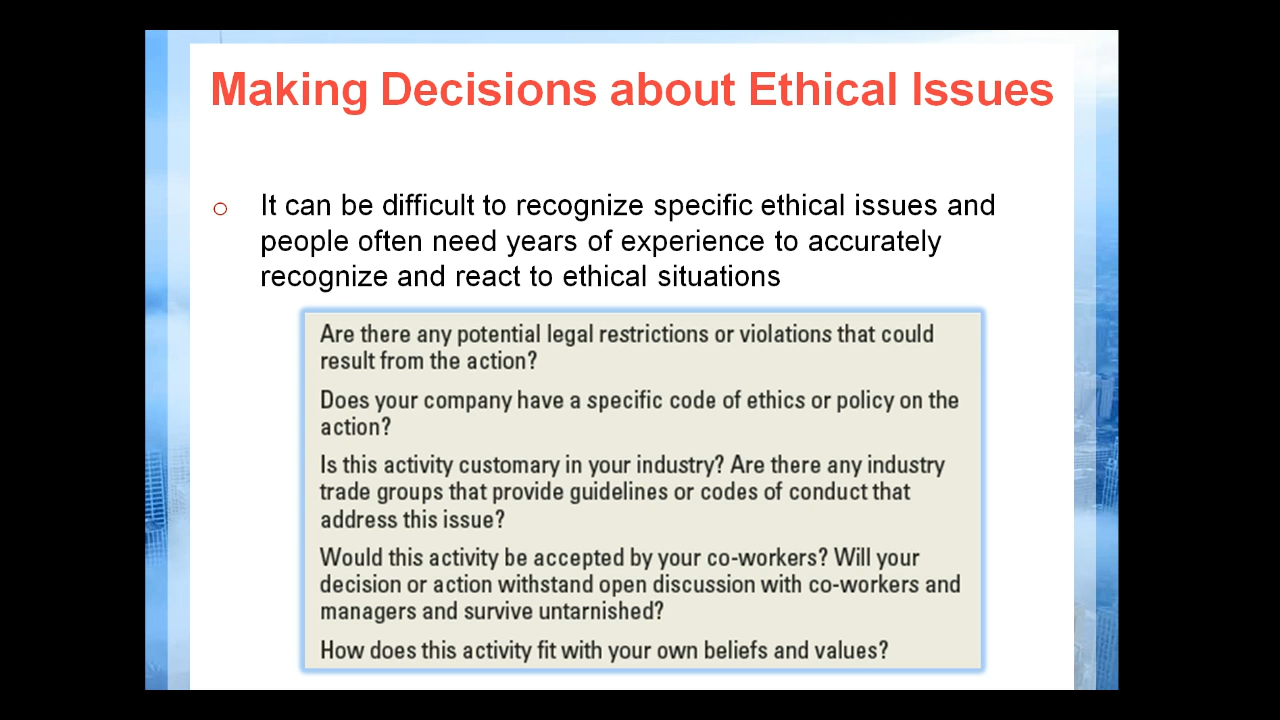 Making Decisions about Ethical Issues
o It can be difficult to recognize specific ethical issues and
people often need years of experience to accurately
recognize and react to ethical situations
Are there any potential legal restrictions or violations that could
result from the action?
Does your company have a specific code of ethics or policy on the
action?
Is this activity customary in your industry? Are there any industry
trade groups that provide guidelines or codes of conduct that
address this issue?
Would this activity be accepted by your co-workers? Will your
decision or action withstand open discussion with co-workers and
managers and survive untarnished?
How does this activity fit with your own beliefs and values?